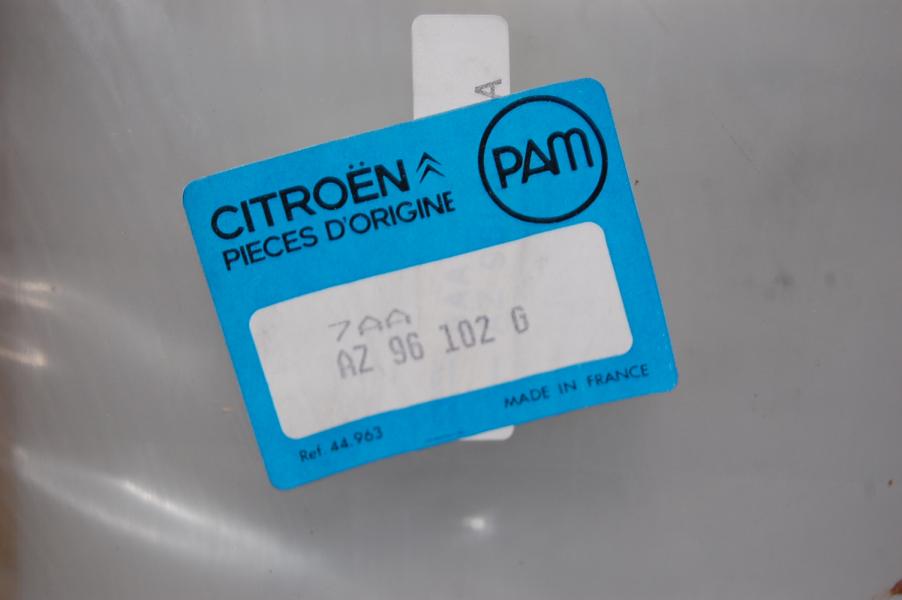 A
CITROËN
PIECES D'ORIGINE
PAM
7AA
AZ 96 102 G
MADE IN FRANCE
Ref. 44.963